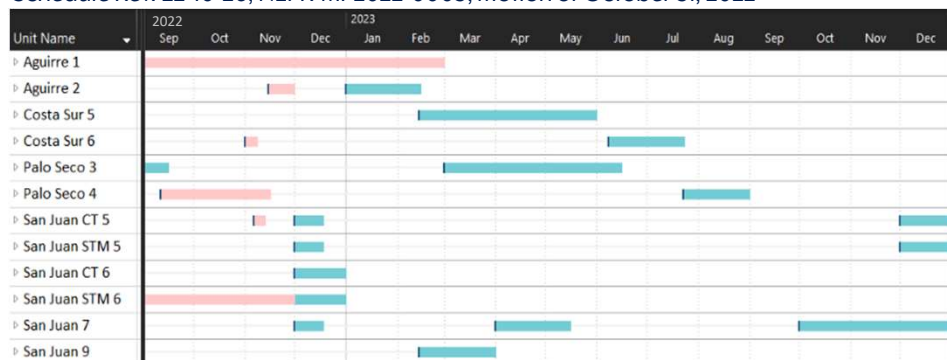 2022 2023
Unit Name Sep Oct Nov Dec Jan Feb Mar Apr May Jun Jul Aug Sep Oct Nov Dec
Aguirre 1
Aguirre 2
Costa Sur 5
Costa Sur 6
Palo Seco 3
Palo Seco 4
San Juan CT 5
San Juan STM 5
San Juan CT 6
San Juan STM 6
San Juan 7
San Juan 9